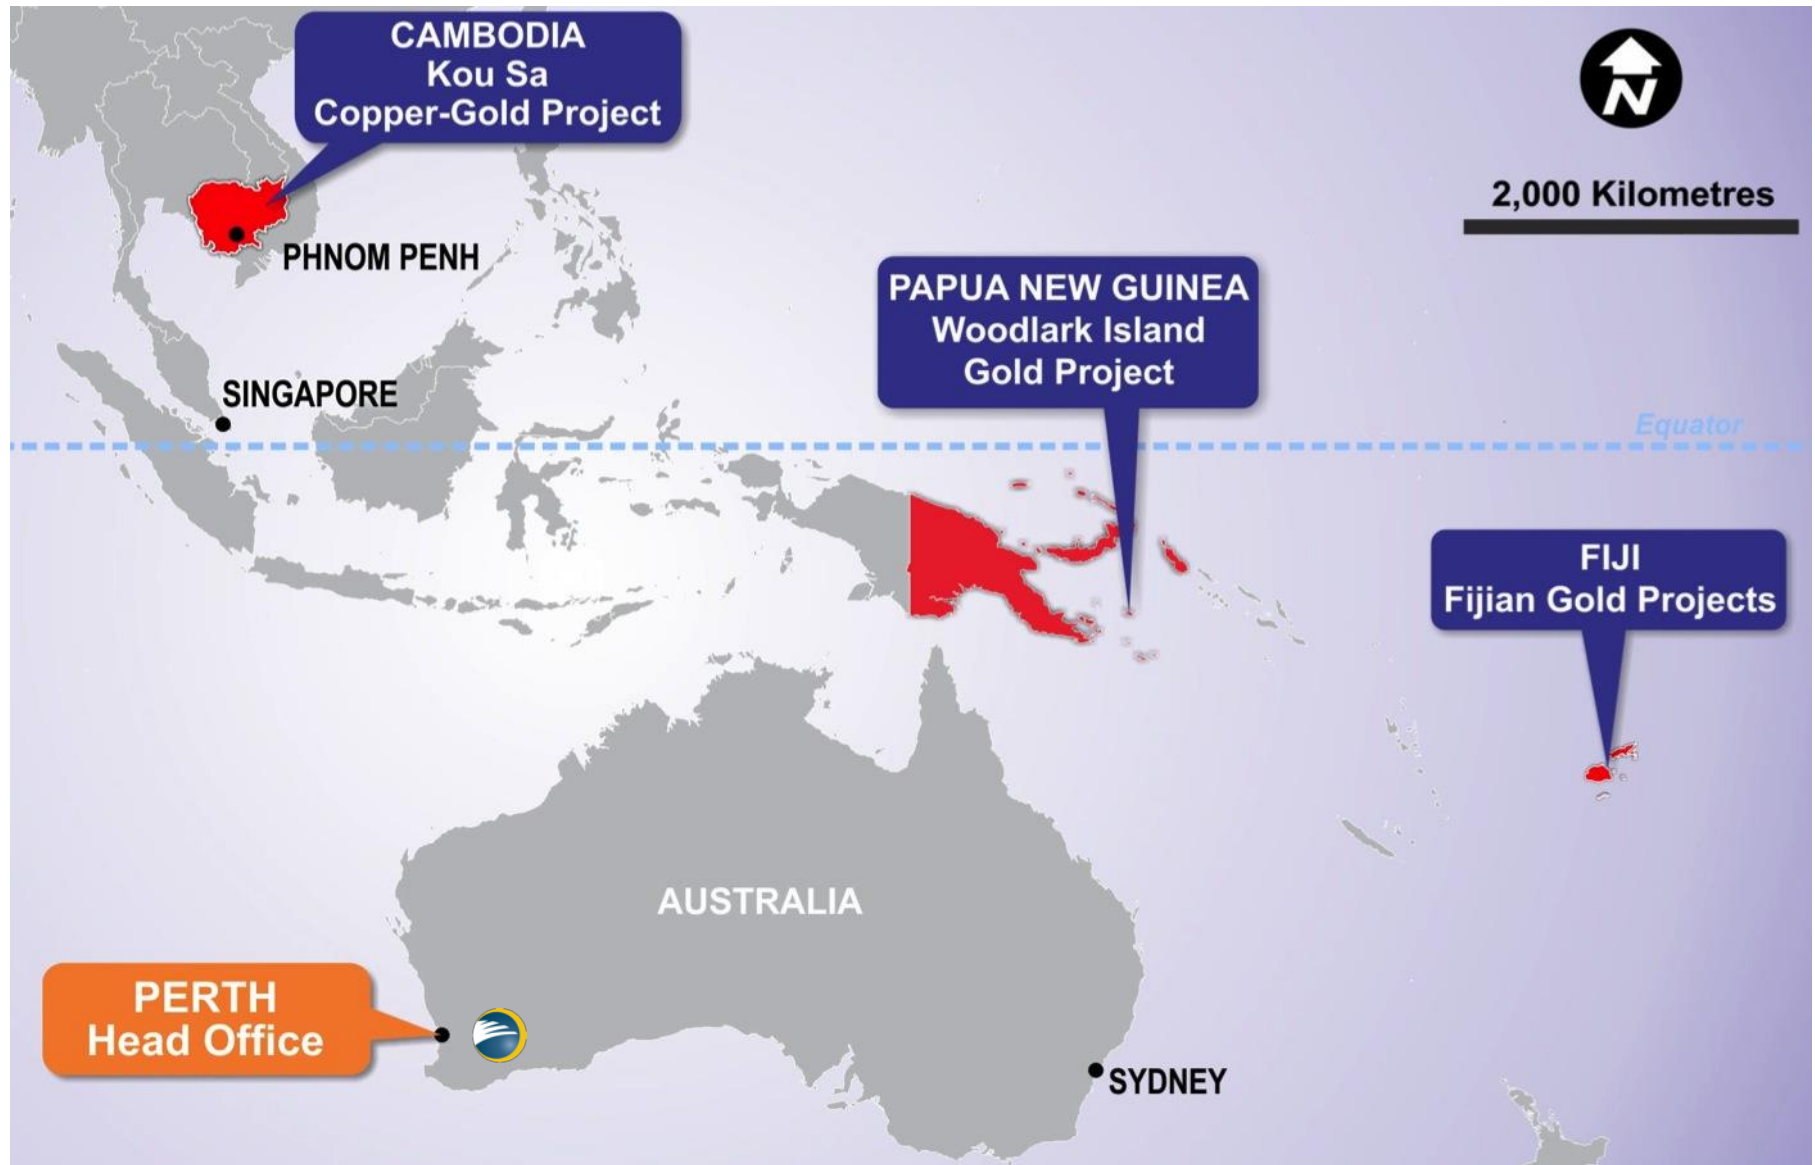 CAMBODIA
Kou Sa
Copper-Gold Project
N
2,000 Kilometres
PHNOM PENH
PAPUA NEW GUINEA
Woodlark Island
Gold Project
SINGAPORE
Equator
FIJI
Fijian Gold Projects
AUSTRALIA
PERTH
Head Office
SYDNEY